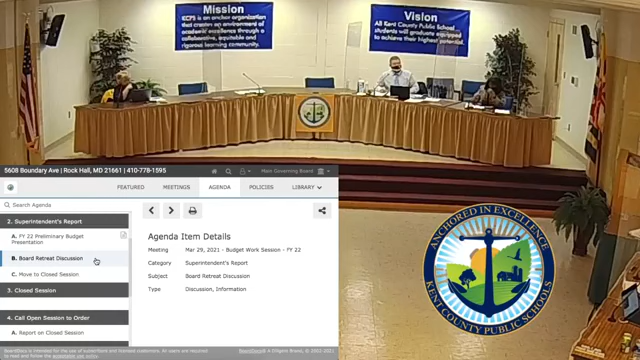 Mission
KCPS is an anchor organization
that creates an environment of
academic excellence through a
collaborative, equitable and
rigorous learning community.
Vision
All Kent County Public School
students will graduate equipped
to achieve their highest potential.
5608 Boundary Ave | Rock Hall, MD 21661 | 410-778-1595
Main Governing Board
FEATURED MEETINGS AGENDA POLICIES LIBRARY
Search Agenda
2. Superintendent's Report
A. FY 22 Preliminary Budget
Presentation
B. Board Retreat Discussion
C. Move to Closed Session
3. Closed Session
4. Call Open Session to Order
A. Report on Closed Session
Agenda Item Details
Meeting Mar 29, 2021 - Budget Work Session - FY 22
Category Superintendent's Report
Subject Board Retreat Discussion
Type Discussion, Information
ANCHORED IN EXCELLENCE
KENT COUNTY PUBLIC SCHOOLS